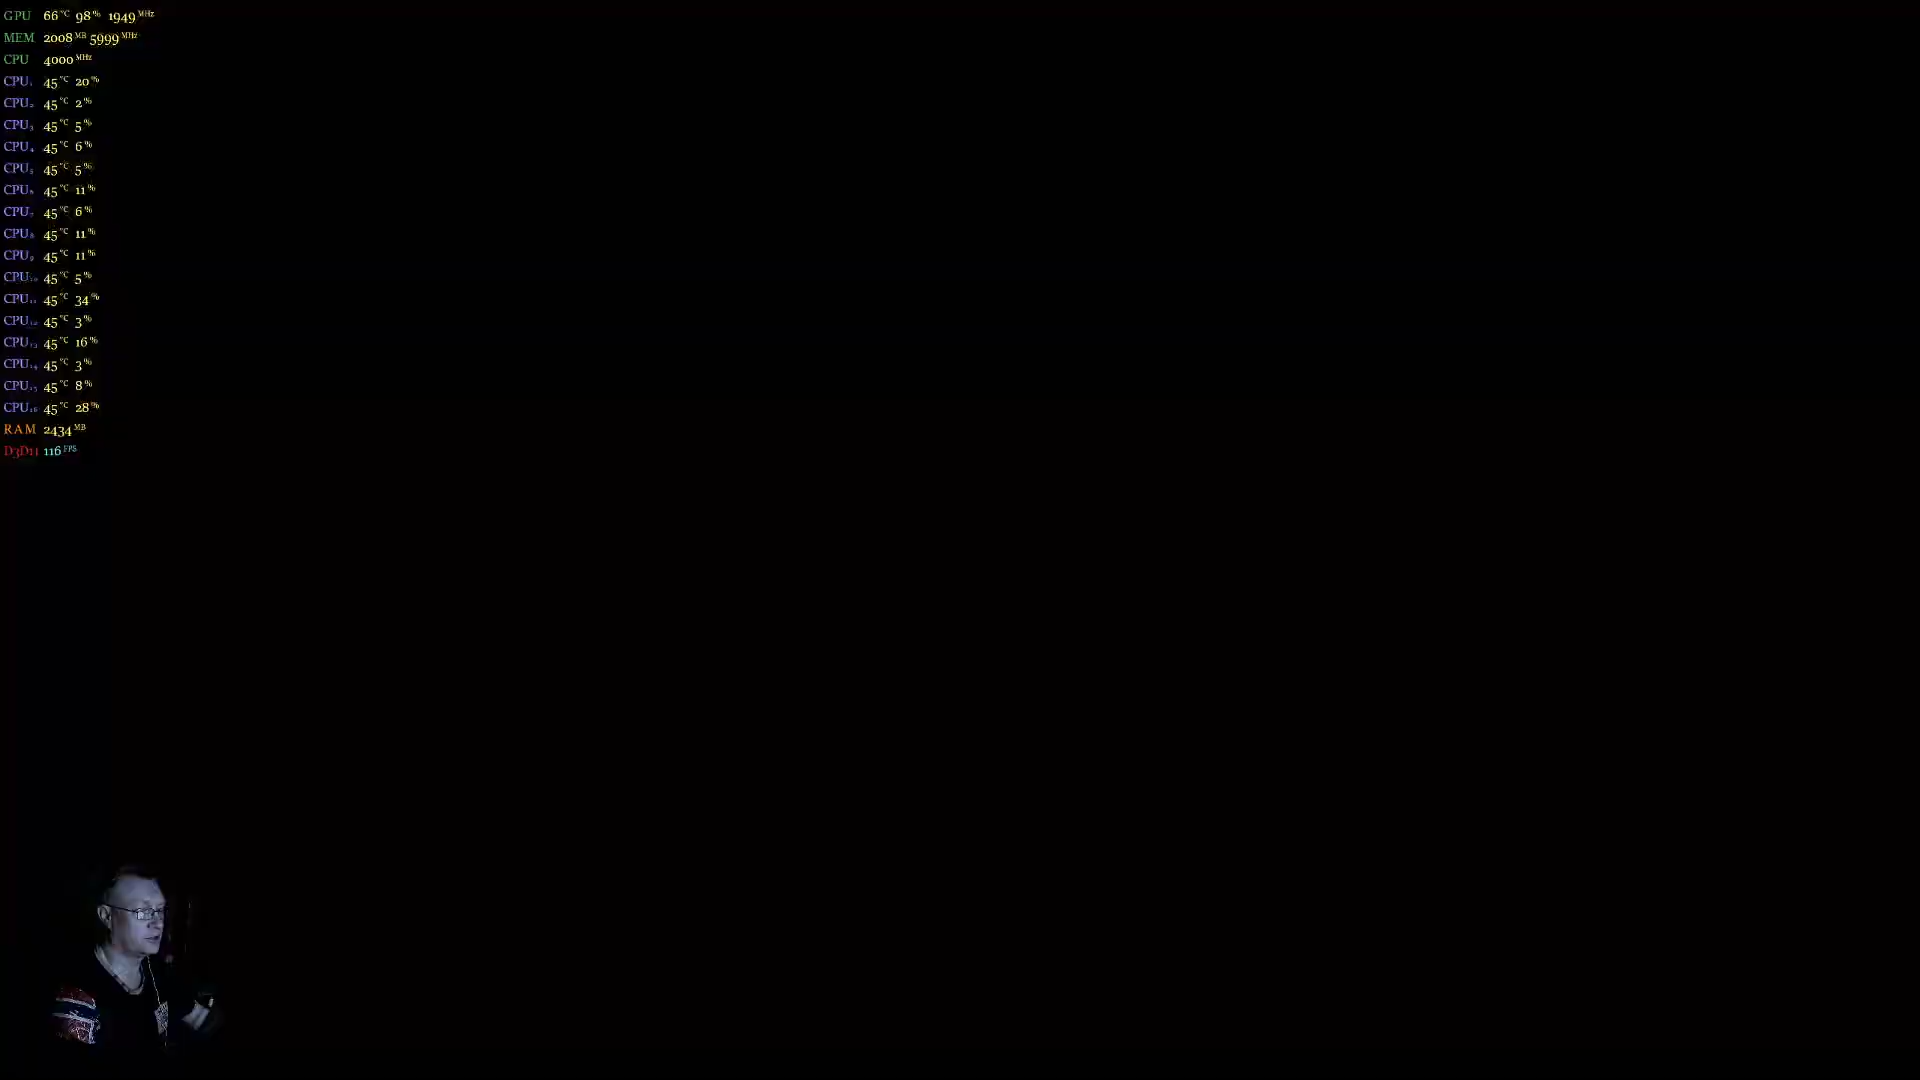 GPU 66 °C 98 % 1949 MHz
MEM 2008 MB 5999 MHz
CPU 4000 MHz
CPU1 45 °C 20 %
CPU2 45 °C 2 %
CPU3 45 °C 5 %
CPU4 45 °C 6 %
CPU5 45 °C 5 %
CPU6 45 °C 11 %
CPU7 45 °C 6 %
CPU8 45 °C 11 %
CPU9 45 °C 11 %
CPU10 45 °C 5 %
CPU11 45 °C 34 %
CPU12 45 °C 3 %
CPU13 45 °C 16 %
CPU14 45 °C 3 %
CPU15 45 °C 8 %
CPU16 45 °C 28 %
RAM 2434 MB
D3D11 116 FPS